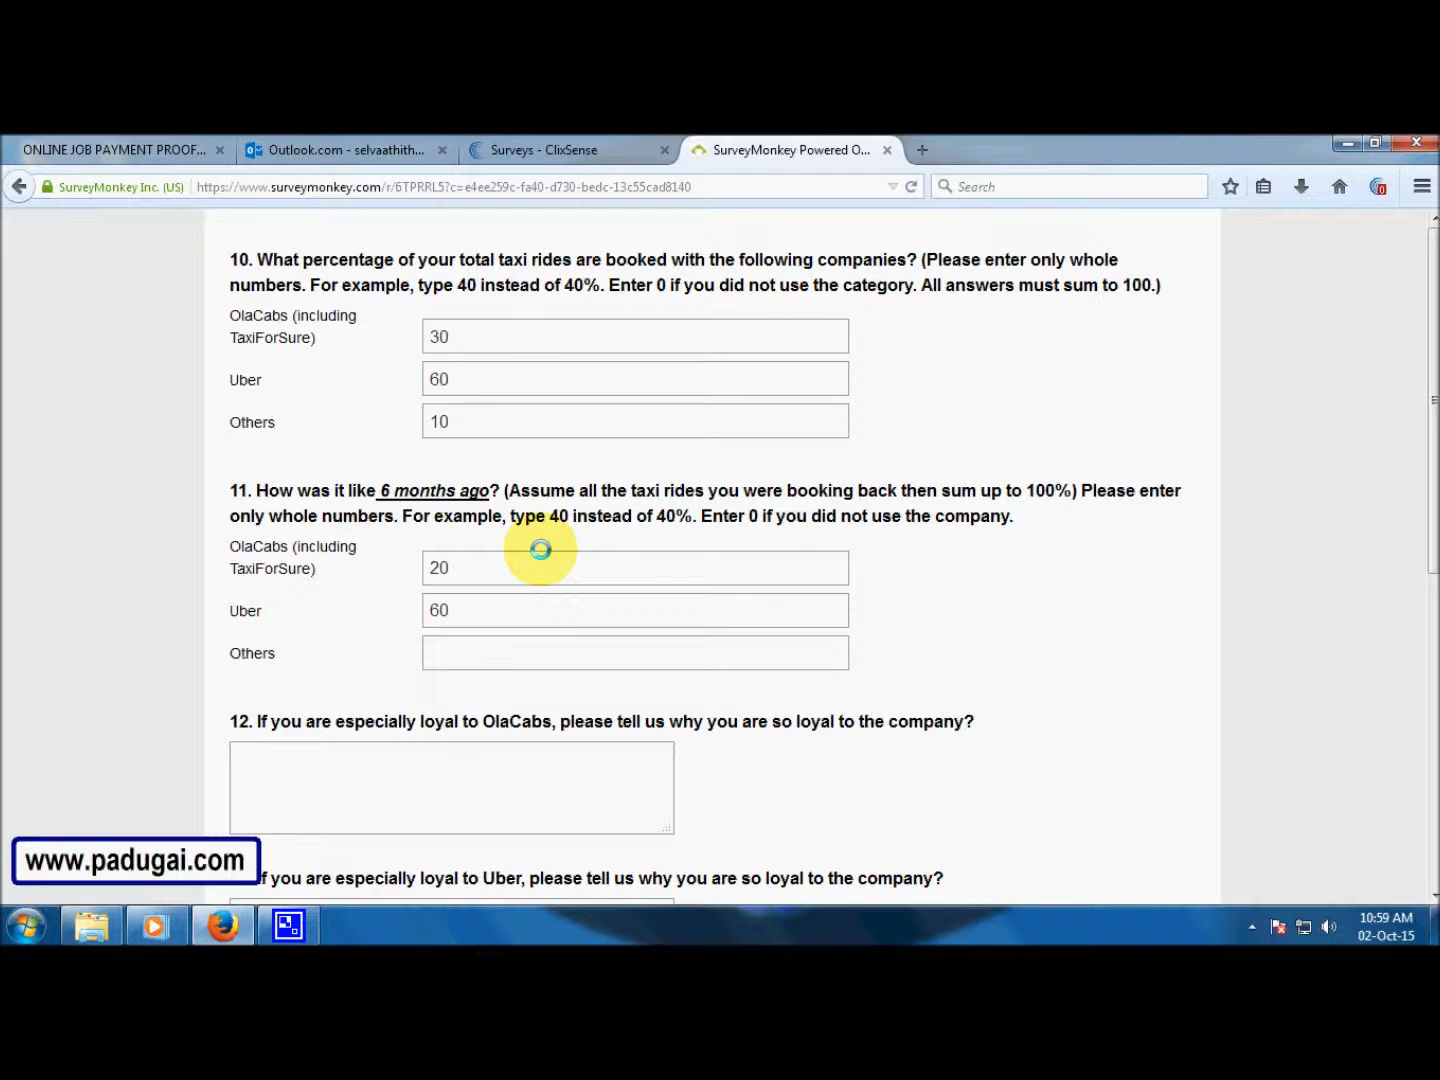 ONLINE JOB PAYMENT PROOF...
Outlook.com - selvaathith...
Surveys - ClixSense
SurveyMonkey Powered O...
SurveyMonkey Inc. (US)
https://www.surveymonkey.com/r/6TPRRL5?c=e4ee259c-fa40-d730-bedc-13c55cad8140
Search
0
10. What percentage of your total taxi rides are booked with the following companies? (Please enter only whole
numbers. For example, type 40 instead of 40%. Enter 0 if you did not use the category. All answers must sum to 100.)
OlaCabs (including
TaxiForSure)
30
Uber
60
Others
10
11. How was it like 6 months ago? (Assume all the taxi rides you were booking back then sum up to 100%) Please enter
only whole numbers. For example, type 40 instead of 40%. Enter 0 if you did not use the company.
OlaCabs (including
TaxiForSure)
20
Uber
60
Others
12. If you are especially loyal to OlaCabs, please tell us why you are so loyal to the company?
www.padugai.com
If you are especially loyal to Uber, please tell us why you are so loyal to the company?
10:59 AM
02-Oct-15